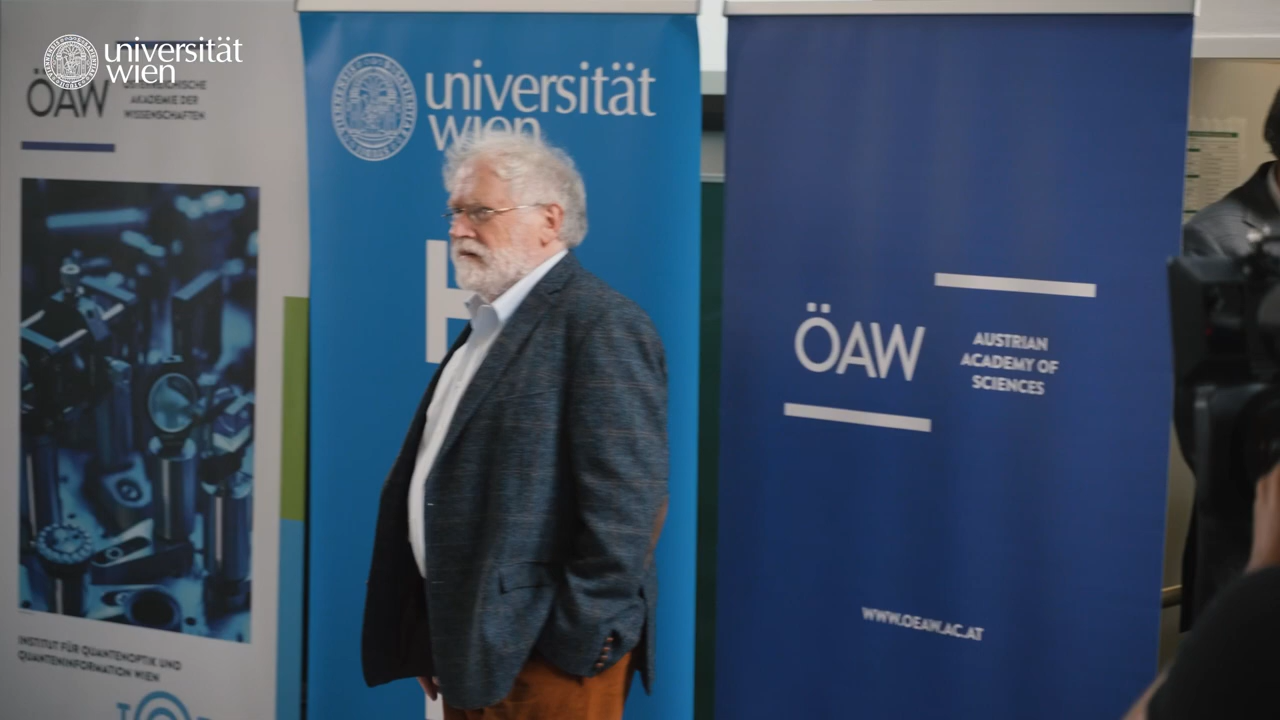 universität
wien
ÖAW
AKADEMIE DER
WISSENSCHAFTEN
INSTITUT FÜR QUANTENOPTIK UND
QUANTENINFORMATION WIEN
universität
wien
ÖAW
AUSTRIAN
ACADEMY OF
SCIENCES
WWW.OEAW.AC.AT